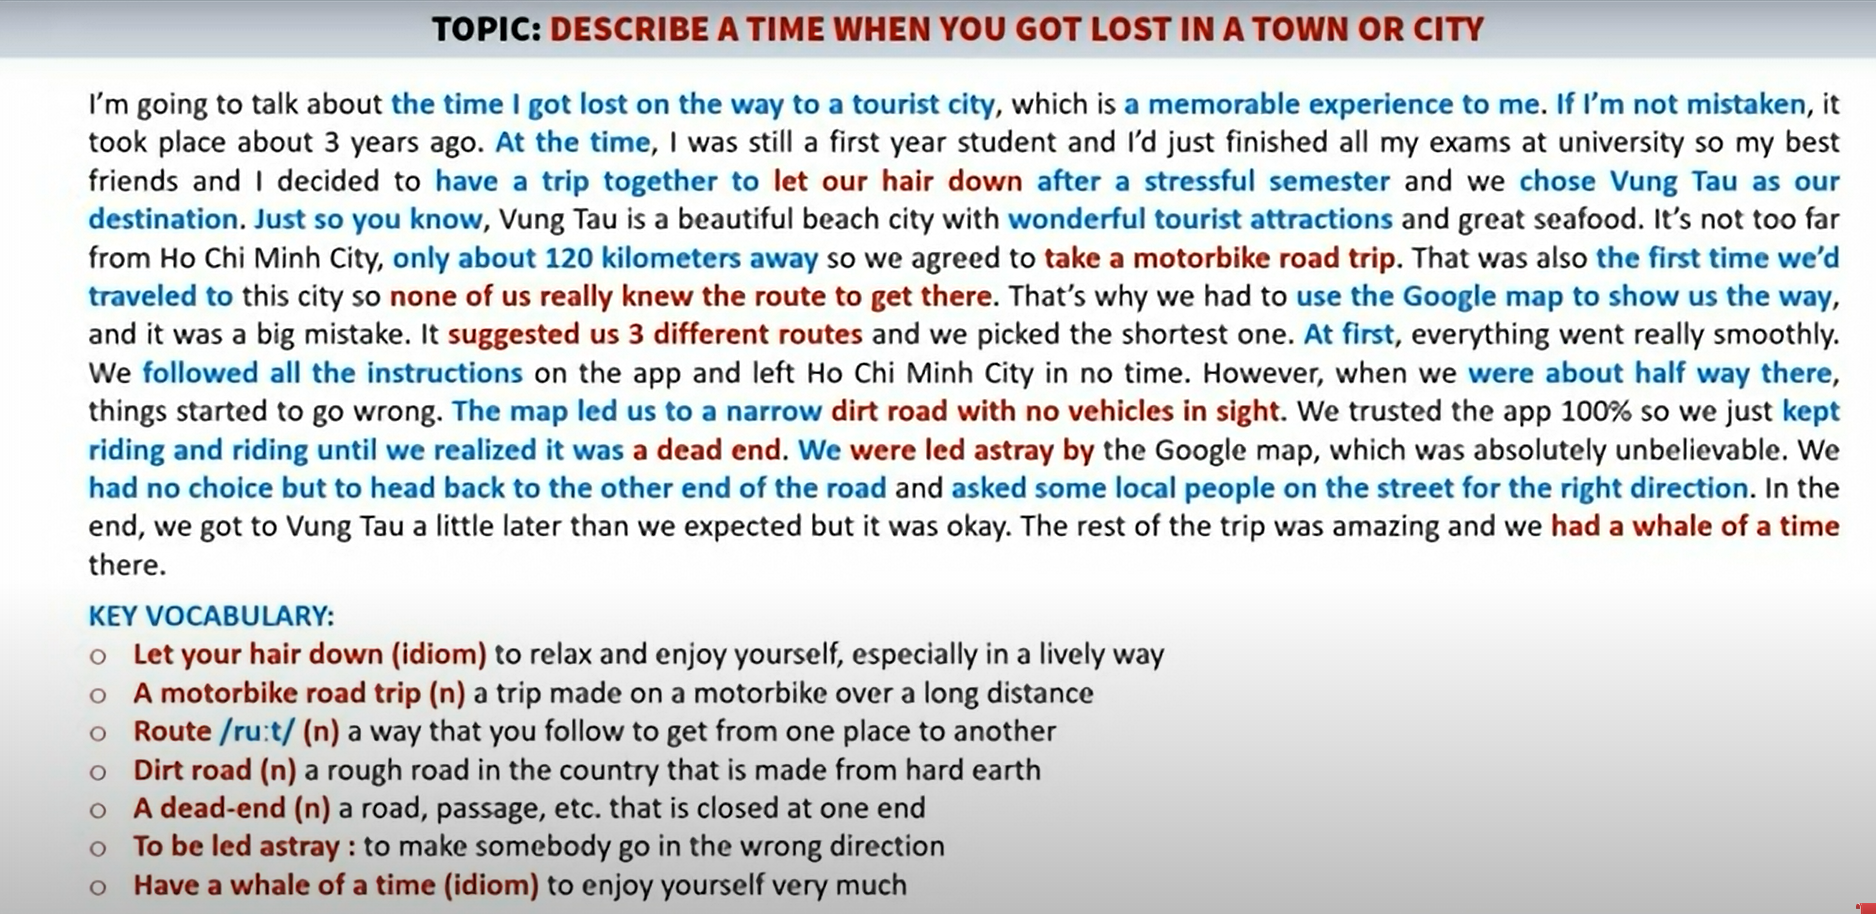 TOPIC: DESCRIBE A TIME WHEN YOU GOT LOST IN A TOWN OR CITY
I'm going to talk about the time I got lost on the way to a tourist city, which is a memorable experience to me. If I'm not mistaken, it
took place about 3 years ago. At the time, I was still a first year student and I'd just finished all my exams at university so my best
friends and I decided to have a trip together to let our hair down after a stressful semester and we chose Vung Tau as our
destination. Just so you know, Vung Tau is a beautiful beach city with wonderful tourist attractions and great seafood. It's not too far
from Ho Chi Minh City, only about 120 kilometers away so we agreed to take a motorbike road trip. That was also the first time we'd
traveled to this city so none of us really knew the route to get there. That's why we had to use the Google map to show us the way,
and it was a big mistake. It suggested us 3 different routes and we picked the shortest one. At first, everything went really smoothly.
We followed all the instructions on the app and left Ho Chi Minh City in no time. However, when we were about half way there,
things started to go wrong. The map led us to a narrow dirt road with no vehicles in sight. We trusted the app 100% so we just kept
riding and riding until we realized it was a dead end. We were led astray by the Google map, which was absolutely unbelievable. We
had no choice but to head back to the other end of the road and asked some local people on the street for the right direction. In the
end, we got to Vung Tau a little later than we expected but it was okay. The rest of the trip was amazing and we had a whale of a time
there.
KEY VOCABULARY:
○ Let your hair down (idiom) to relax and enjoy yourself, especially in a lively way
○ A motorbike road trip (n) a trip made on a motorbike over a long distance
○ Route /ruːt/ (n) a way that you follow to get from one place to another
○ Dirt road (n) a rough road in the country that is made from hard earth
○ A dead-end (n) a road, passage, etc. that is closed at one end
○ To be led astray : to make somebody go in the wrong direction
○ Have a whale of a time (idiom) to enjoy yourself very much